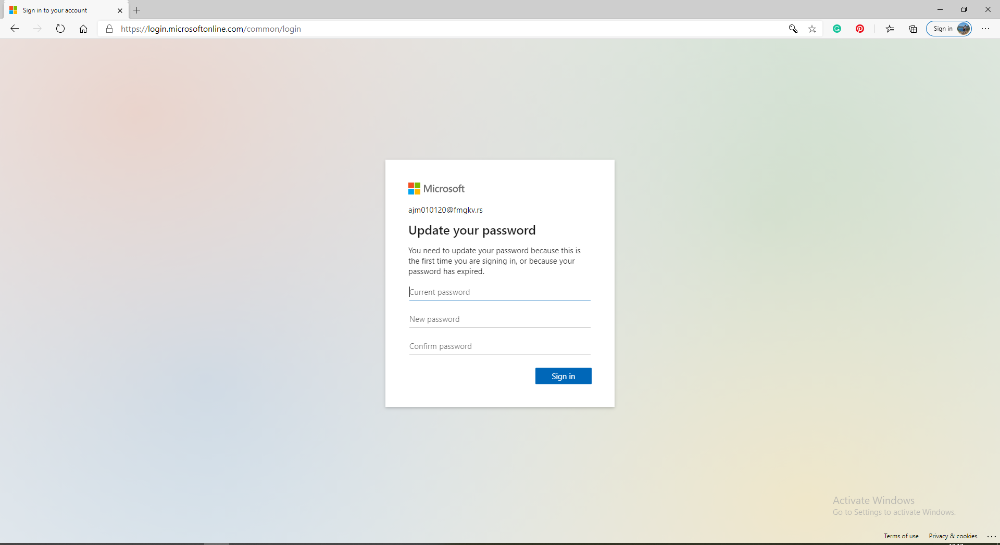 Sign in to your account
https://login.microsoftonline.com/common/login
Sign in
Microsoft
ajm010120@fmgkv.rs
Update your password
You need to update your password because this is
the first time you are signing in, or because your
password has expired.
Current password
New password
Confirm password
Sign in
Activate Windows
Go to Settings to activate Windows.
Terms of use
Privacy & cookies